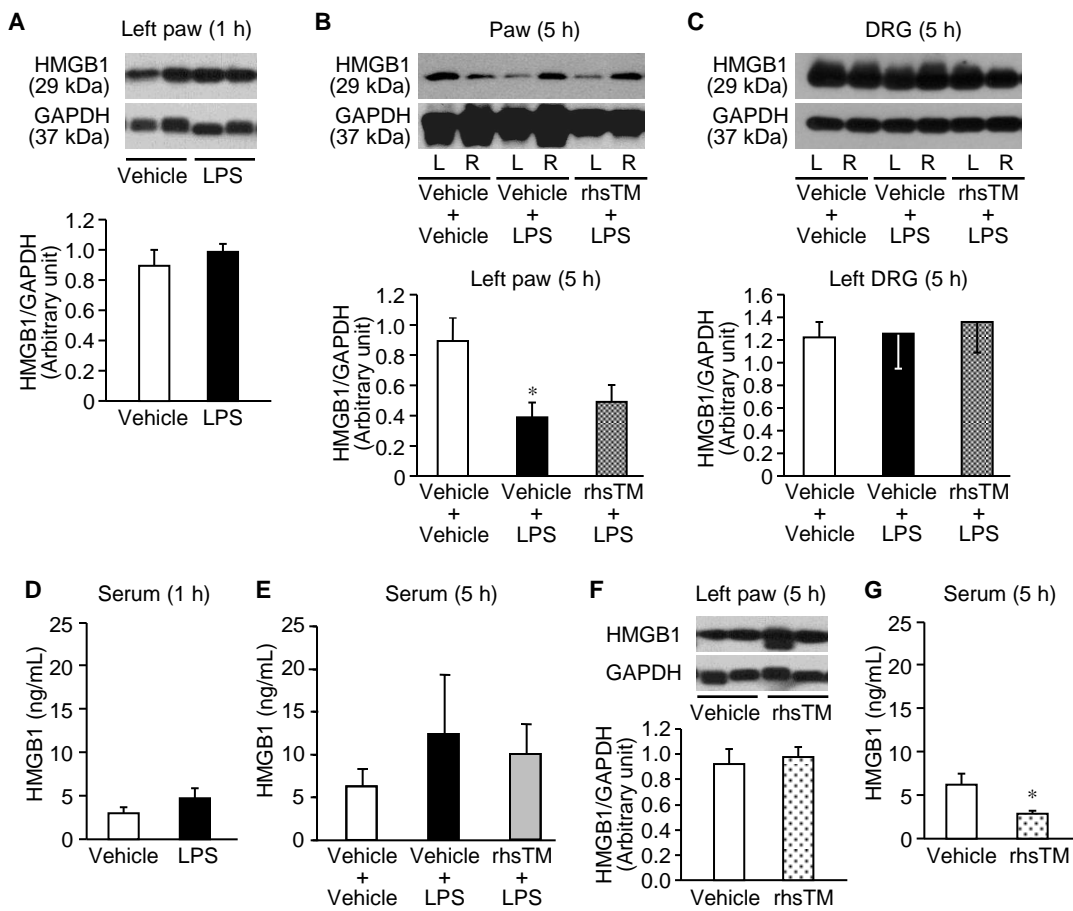 A
Left paw (1 h)
HMGB1
(29 kDa)
GAPDH
(37 kDa)
Vehicle LPS
HMGB1/GAPDH
(Arbitrary unit)
1.2
1.0
0.8
0.6
0.4
0.2
0
Vehicle LPS
B
Paw (5 h)
HMGB1
(29 kDa)
GAPDH
(37 kDa)
L R L R L R
Vehicle Vehicle rhsTM
+ + +
Vehicle LPS LPS
Left paw (5 h)
HMGB1/GAPDH
(Arbitrary unit)
1.2
1
0.8
0.6
0.4
0.2
0
*
Vehicle Vehicle rhsTM
+ + +
Vehicle LPS LPS
C
DRG (5 h)
HMGB1
(29 kDa)
GAPDH
(37 kDa)
L R L R L R
Vehicle Vehicle rhsTM
+ + +
Vehicle LPS LPS
Left DRG (5 h)
HMGB1/GAPDH
(Arbitrary unit)
1.6
1.4
1.2
1.0
0.8
0.6
1.4
1.2
0
Vehicle Vehicle rhsTM
+ + +
Vehicle LPS LPS
D
Serum (1 h)
HMGB1 (ng/mL)
25
20
15
10
5
0
Vehicle LPS
E
Serum (5 h)
HMGB1 (ng/mL)
25
20
15
10
5
0
Vehicle Vehicle rhsTM
+ + +
Vehicle LPS LPS
F
Left paw (5 h)
HMGB1
GAPDH
Vehicle rhsTM
HMGB1/GAPDH
(Arbitrary unit)
1.2
1.0
0.8
0.8
0.4
1.2
0.0
Vehicle rhsTM
G
Serum (5 h)
HMGB1 (ng/mL)
25
20
15
10
5
0
*
Vehicle rhsTM